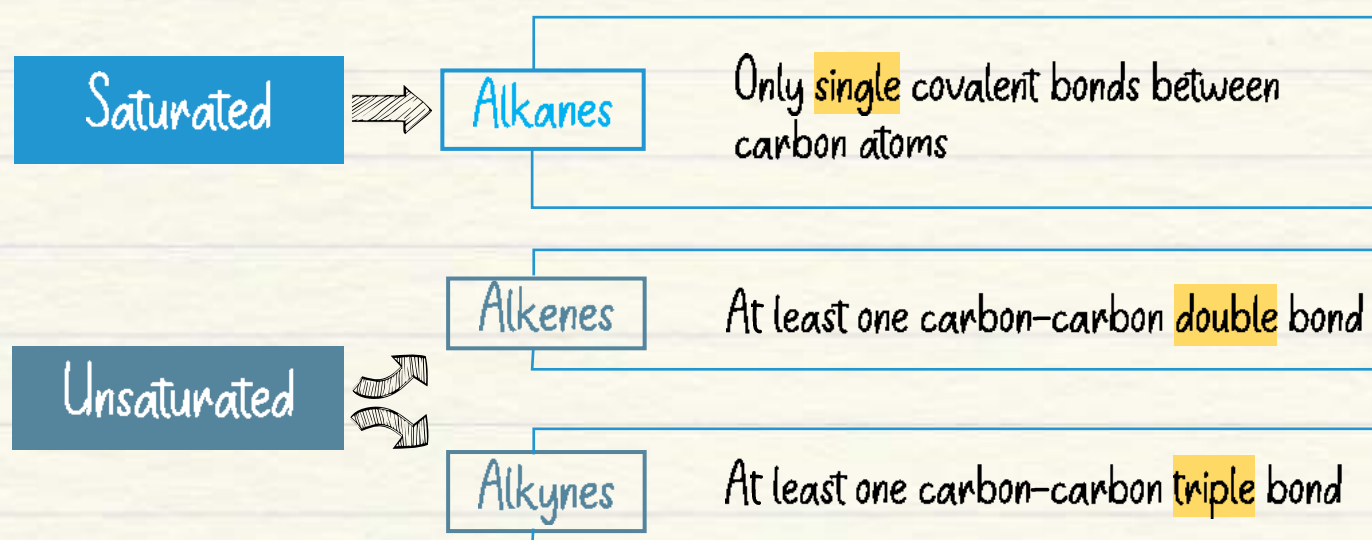 Saturated
Alkanes
Only single covalent bonds between
carbon atoms
Alkenes
At least one carbon-carbon double bond
Unsaturated
Alkynes
At least one carbon-carbon triple bond